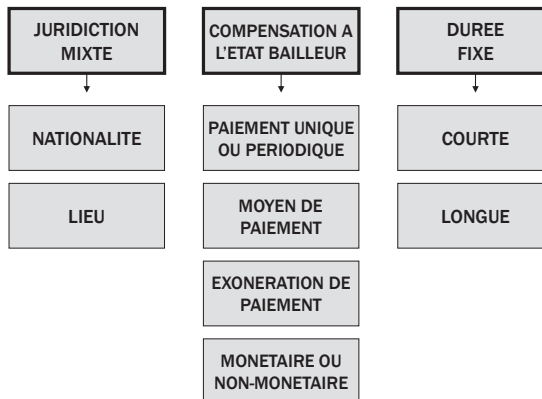 JURIDICTION
MIXTE
COMPENSATION A
L'ETAT BAILLEUR
DUREE
FIXE
NATIONALITE
PAIEMENT UNIQUE
OU PERIODIQUE
COURTE
LIEU
MOYEN DE
PAIEMENT
LONGUE
EXONERATION DE
PAIEMENT
MONETAIRE OU
NON-MONETAIRE